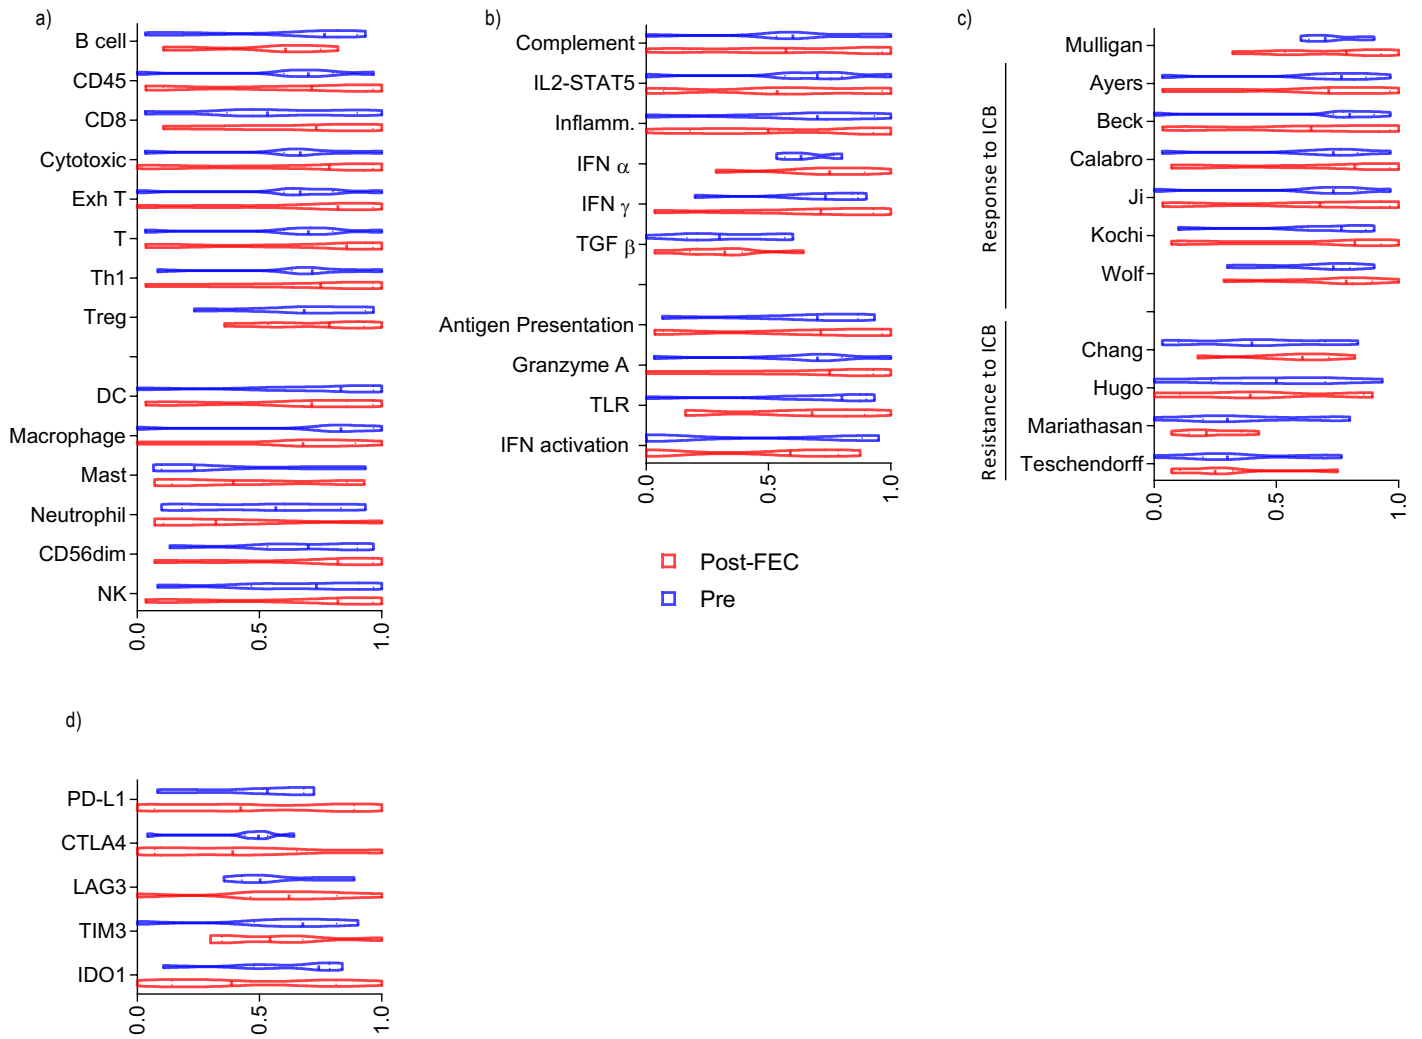 a)
B cell
CD45
CD8
Cytotoxic
Exh T
T
Th1
Treg
DC
Macrophage
Mast
Neutrophil
CD56dim
NK
0.0
0.5
1.0
b)
Complement
IL2-STAT5
Inflamm.
IFN α
IFN γ
TGF β
Antigen Presentation
Granzyme A
TLR
IFN activation
0.0
0.5
1.0
Post-FEC
Pre
c)
Mulligan
Response to ICB
Ayers
Beck
Calabro
Ji
Kochi
Wolf
Resistance to ICB
Chang
Hugo
Mariathasan
Teschendorff
0.0
0.5
1.0
d)
PD-L1
CTLA4
LAG3
TIM3
IDO1
0.0
0.5
1.0